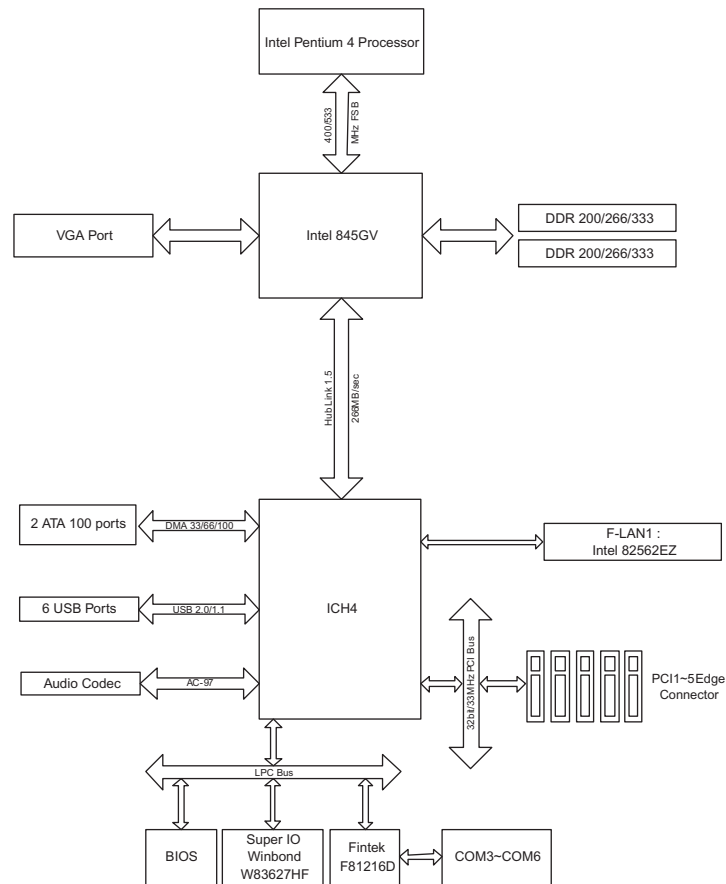 Intel Pentium 4 Processor
400/533
MHz FSB
VGA Port
Intel 845GV
DDR 200/266/333
DDR 200/266/333
Hub Link 1.5
266MB/sec
2 ATA 100 ports
DMA 33/66/100
F-LAN1 :
Intel 82562EZ
6 USB Ports
USB 2.0/1.1
ICH4
Audio Codec
AC-97
32bit/33MHz PCI Bus
PCI1~5Edge
Connector
LPC Bus
BIOS
Super IO
Winbond
W83627HF
Fintek
F81216D
COM3~COM6